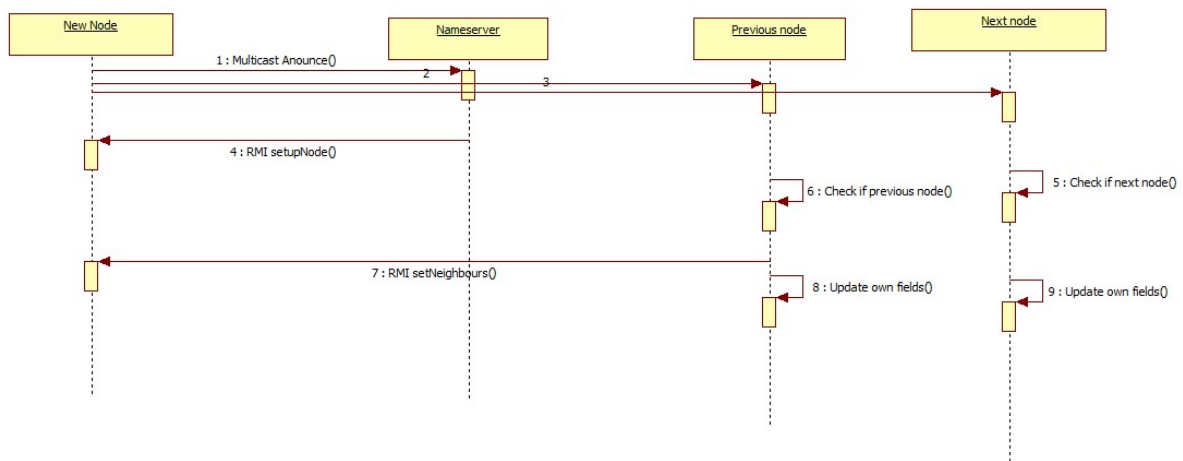 New Node
Nameserver
Previous node
Next node
1 : Multicast Anounce()
2
3
4 : RMI setupNode()
5 : Check if next node()
6 : Check if previous node()
7 : RMI setNeighbours()
8 : Update own fields()
9 : Update own fields()